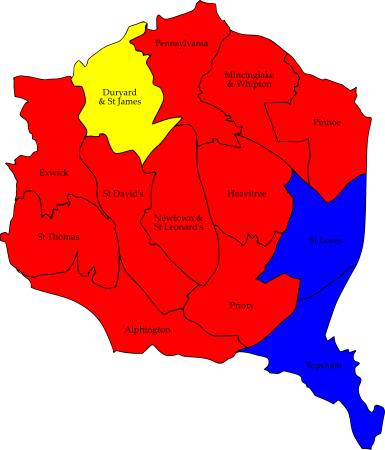 Pennsylvania
Mincinglake
& Whipton
Duryard
& St James
Pinhoe
Exwick
St David's
Heavitree
Newtown &
St Leonard's
St Thomas
St Loyes
Priory
Alphington
Topsham